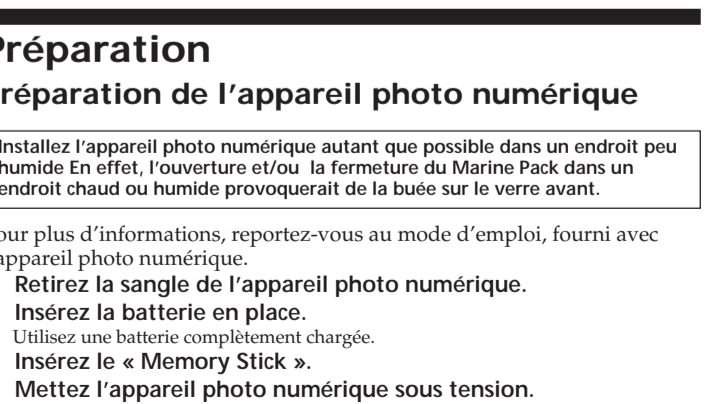 Préparation
réparation de l’appareil photo numérique
Installez l’appareil photo numérique autant que possible dans un endroit peu
humide En effet, l’ouverture et/ou la fermeture du Marine Pack dans un
endroit chaud ou humide provoquerait de la buée sur le verre avant.
our plus d’informations, reportez-vous au mode d’emploi, fourni avec
appareil photo numérique.
Retirez la sangle de l’appareil photo numérique.
Insérez la batterie en place.
Utilisez une batterie complètement chargée.
Insérez le « Memory Stick ».
Mettez l’appareil photo numérique sous tension.